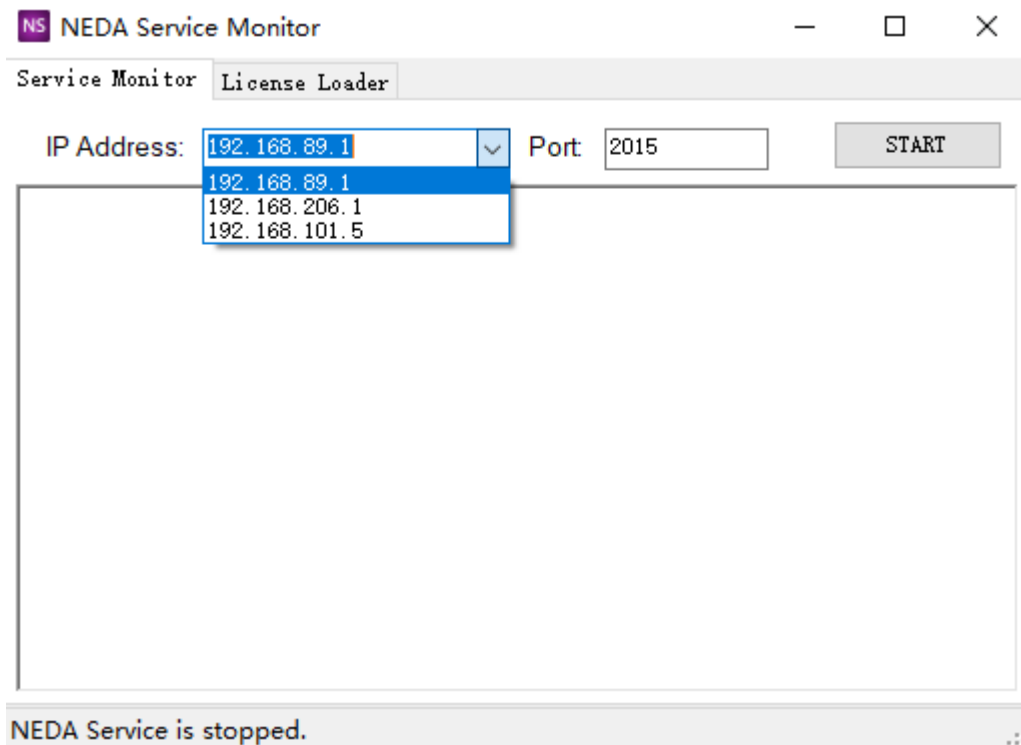 NS NEDA Service Monitor
Service Monitor License Loader
IP Address: 192.168.89.1 Port: 2015 START
192.168.89.1
192.168.206.1
192.168.101.5
NEDA Service is stopped.